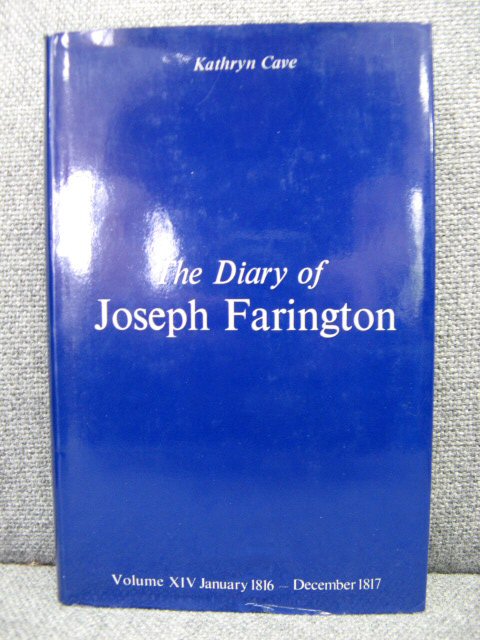 Kathryn Cave
The Diary of
Joseph Farington
Volume XIV January 1816 – December 1817